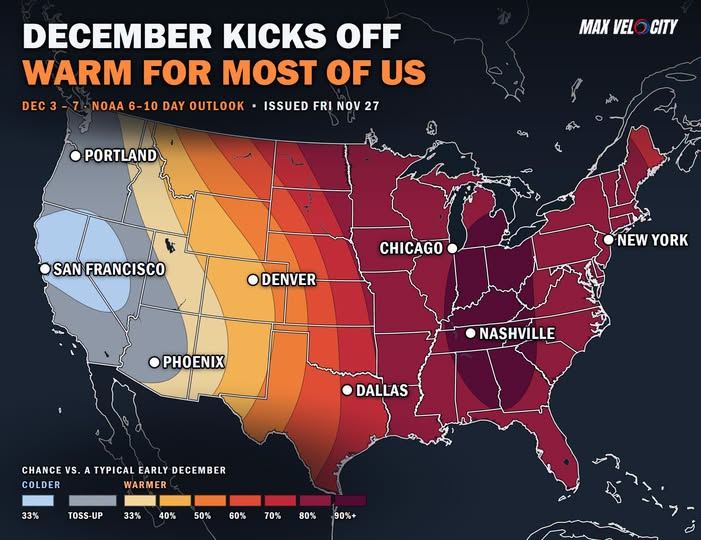 DECEMBER KICKS OFF
WARM FOR MOST OF US
DEC 3 – 7 · NOAA 6–10 DAY OUTLOOK • ISSUED FRI NOV 27
MAX VELOCITY
PORTLAND
SAN FRANCISCO
DENVER
PHOENIX
DALLAS
CHICAGO
NASHVILLE
NEW YORK
CHANCE VS. A TYPICAL EARLY DECEMBER
COLDER WARMER
33% TOSS-UP 33% 40% 50% 60% 70% 80% 90%+